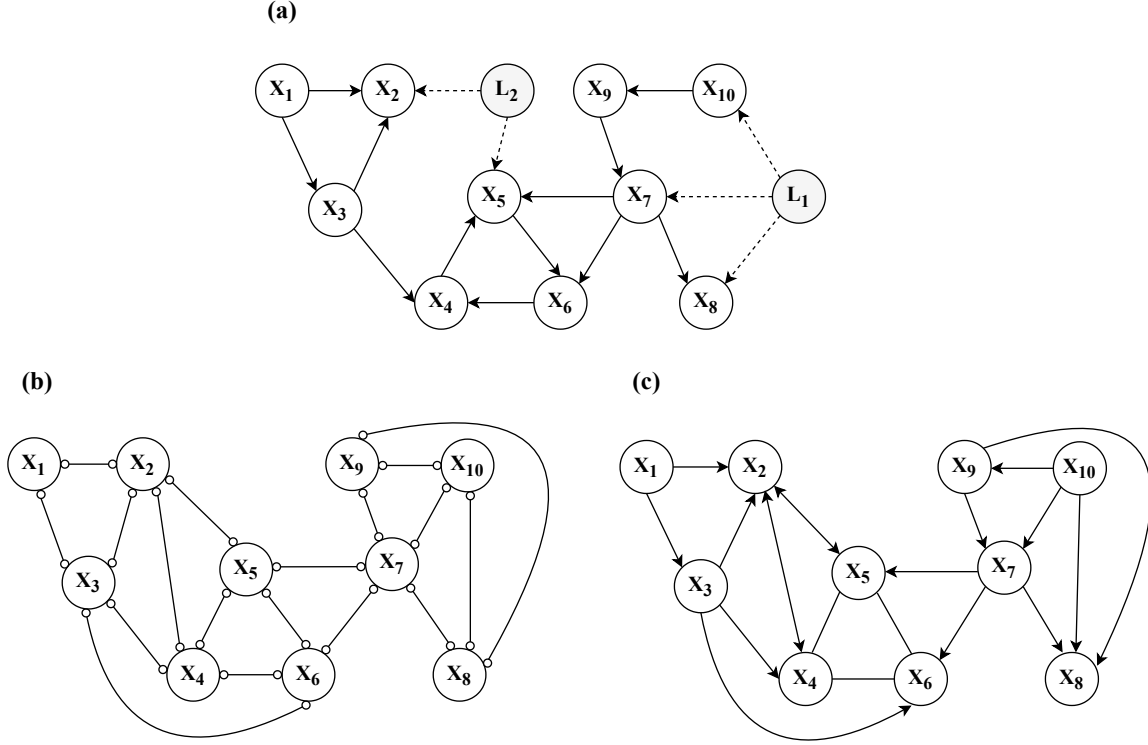 (a)
X1 X2 L2 X9 X10
X3 X5 X7 L1
X4 X6 X8
(b) (c)
X1 X2 X9 X10 X1 X2 X9 X10
X3 X5 X7 X3 X5 X7
X4 X6 X8 X4 X6 X8